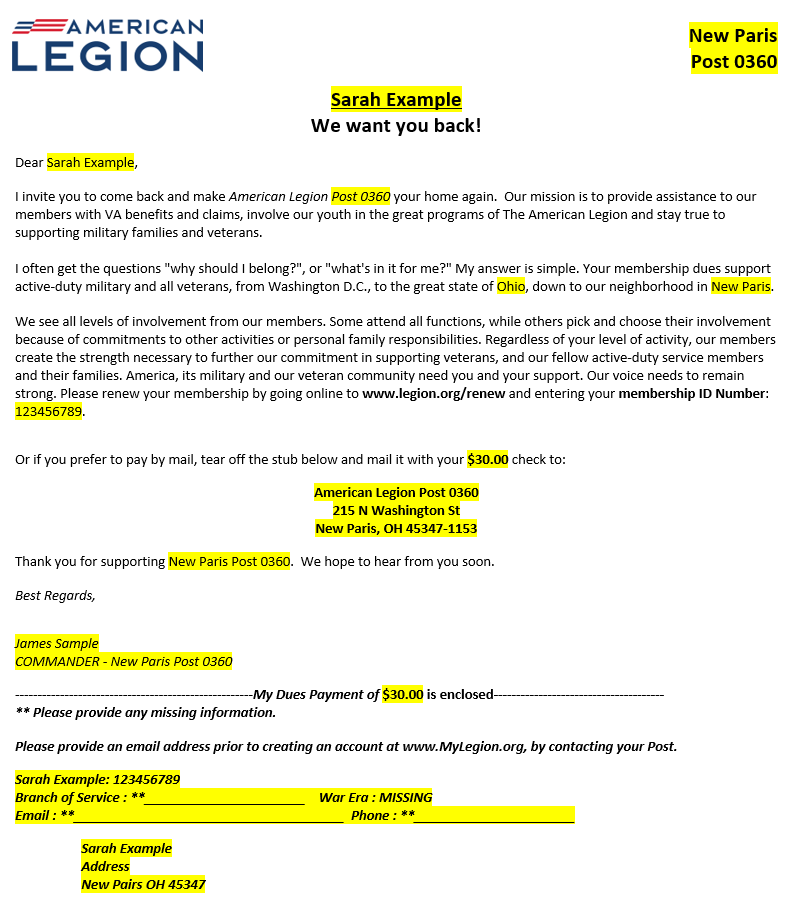 AMERICAN
LEGION
New Paris
Post 0360
Sarah Example
We want you back!
Dear Sarah Example,
I invite you to come back and make American Legion Post 0360 your home again.  Our mission is to provide assistance to our
members with VA benefits and claims, involve our youth in the great programs of The American Legion and stay true to
supporting military families and veterans.
I often get the questions "why should I belong?", or "what's in it for me?" My answer is simple. Your membership dues support
active-duty military and all veterans, from Washington D.C., to the great state of Ohio, down to our neighborhood in New Paris.
We see all levels of involvement from our members. Some attend all functions, while others pick and choose their involvement
because of commitments to other activities or personal family responsibilities. Regardless of your level of activity, our members
create the strength necessary to further our commitment in supporting veterans, and our fellow active-duty service members
and their families. America, its military and our veteran community need you and your support. Our voice needs to remain
strong. Please renew your membership by going online to www.legion.org/renew and entering your membership ID Number:
123456789.
Or if you prefer to pay by mail, tear off the stub below and mail it with your $30.00 check to:
American Legion Post 0360
215 N Washington St
New Paris, OH 45347-1153
Thank you for supporting New Paris Post 0360.  We hope to hear from you soon.
Best Regards,
James Sample
COMMANDER - New Paris Post 0360
-----------------------------------------------------My Dues Payment of $30.00 is enclosed--------------------------------------
** Please provide any missing information.
Please provide an email address prior to creating an account at www.MyLegion.org, by contacting your Post.
Sarah Example: 123456789
Branch of Service : **_______________________ War Era : MISSING
Email : **_______________________________________ Phone : **_______________________
Sarah Example
Address
New Pairs OH 45347